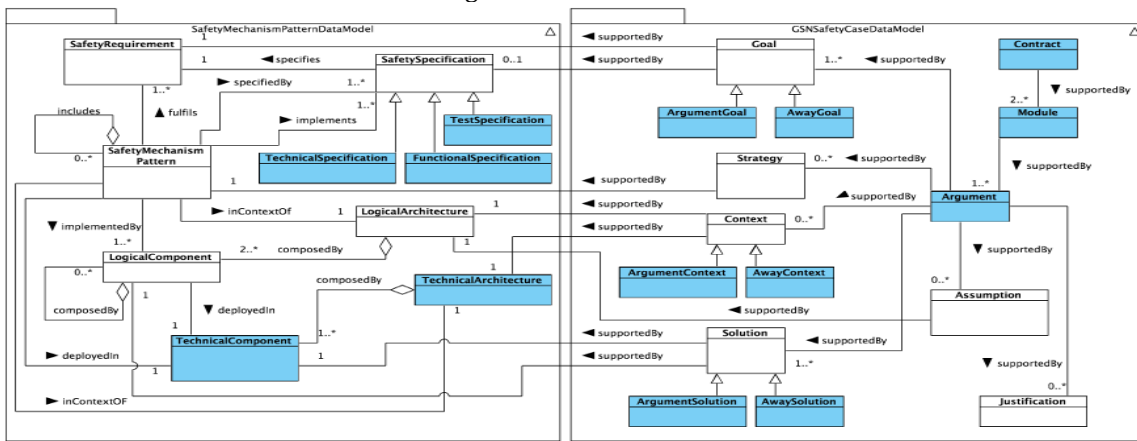 SafetyMechanismPatternDataModel
GSNSafetyCaseDataModel
SafetyRequirement
1
◄ supportedBy
Goal
Contract
1
◄ specifies
SafetySpecification
0..1
◄ supportedBy
1..*
◄ supportedBy
▼ supportedBy
1..*
► specifiedBy
1..*
2..*
includes
▲ fulfils
1..*
► implements
ArgumentGoal
AwayGoal
Module
TestSpecification
0..*
SafetyMechanism
Pattern
TechnicalSpecification
FunctionalSpecification
Strategy
0..*
◄ supportedBy
▼ supportedBy
1
◄ supportedBy
1..*
Argument
► inContextOf
1
LogicalArchitecture
1
◄ supportedBy
Context
◄ supportedBy
0..*
▼ implementedBy
◄ supportedBy
1..*
2..*
composedBy
1
▼ supportedBy
LogicalComponent
0..*
1
ArgumentContext
AwayContext
0..*
composedBy
TechnicalArchitecture
Assumption
composedBy
1
▼ deployedIn
1
◄ supportedBy
1
1..*
◄ supportedBy
Solution
TechnicalComponent
◄ supportedBy
► deployedIn
1
1
◄ supportedBy
1..*
▼ supportedBy
► inContextOF
ArgumentSolution
AwaySolution
0..*
Justification